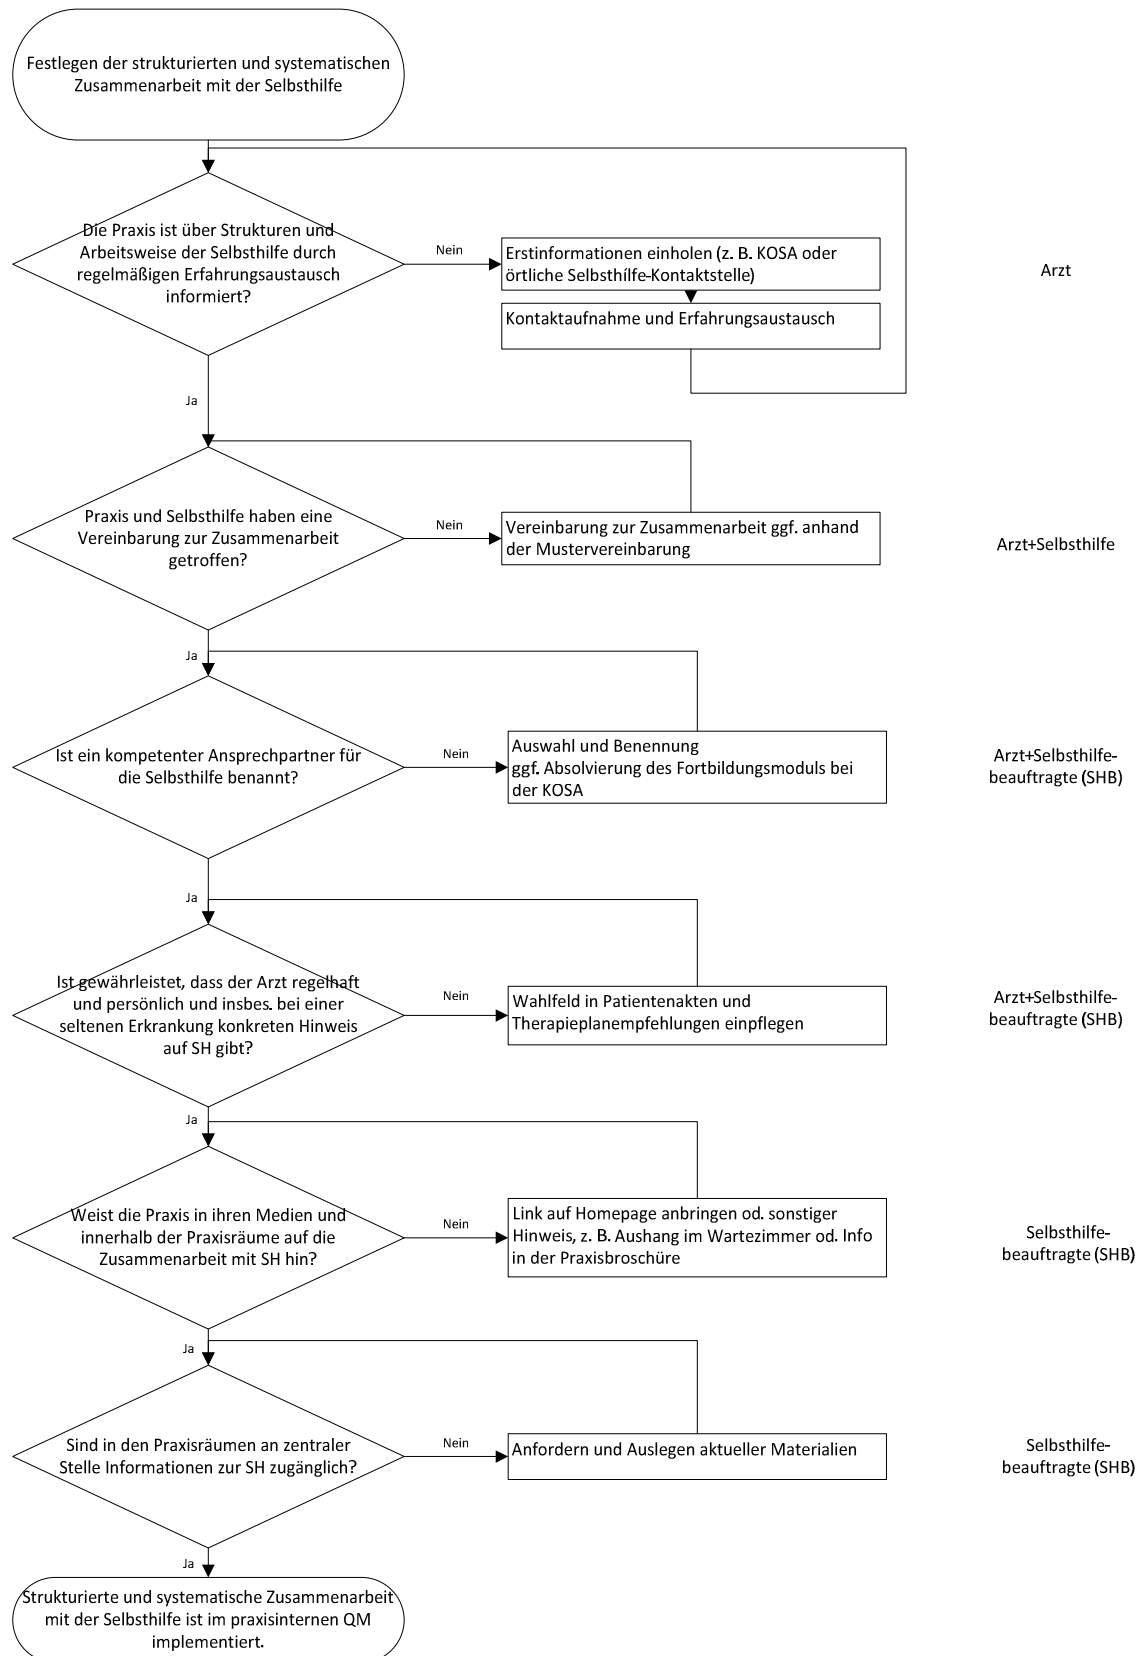 Festlegen der strukturierten und systematischen
Zusammenarbeit mit der Selbsthilfe
Die Praxis ist über Strukturen und
Arbeitsweise der Selbsthilfe durch
regelmäßigen Erfahrungsaustausch
informiert?
Nein
Erstinformationen einholen (z. B. KOSA oder
örtliche Selbsthilfe-Kontaktstelle)
Kontaktaufnahme und Erfahrungsaustausch
Arzt
Ja
Praxis und Selbsthilfe haben eine
Vereinbarung zur Zusammenarbeit
getroffen?
Nein
Vereinbarung zur Zusammenarbeit ggf. anhand
der Mustervereinbarung
Arzt+Selbsthilfe
Ja
Ist ein kompetenter Ansprechpartner für
die Selbsthilfe benannt?
Nein
Auswahl und Benennung
ggf. Absolvierung des Fortbildungsmoduls bei
der KOSA
Arzt+Selbsthilfe-
beauftragte (SHB)
Ja
Ist gewährleistet, dass der Arzt regelhaft
und persönlich und insbes. bei einer
seltenen Erkrankung konkreten Hinweis
auf SH gibt?
Nein
Wahlfeld in Patientenakten und
Therapieplanempfehlungen einpflegen
Arzt+Selbsthilfe-
beauftragte (SHB)
Ja
Weist die Praxis in ihren Medien und
innerhalb der Praxisräume auf die
Zusammenarbeit mit SH hin?
Nein
Link auf Homepage anbringen od. sonstiger
Hinweis, z. B. Aushang im Wartezimmer od. Info
in der Praxisbroschüre
Selbsthilfe-
beauftragte (SHB)
Ja
Sind in den Praxisräumen an zentraler
Stelle Informationen zur SH zugänglich?
Nein
Anfordern und Auslegen aktueller Materialien
Selbsthilfe-
beauftragte (SHB)
Ja
Strukturierte und systematische Zusammenarbeit
mit der Selbsthilfe ist im praxisinternen QM
implementiert.